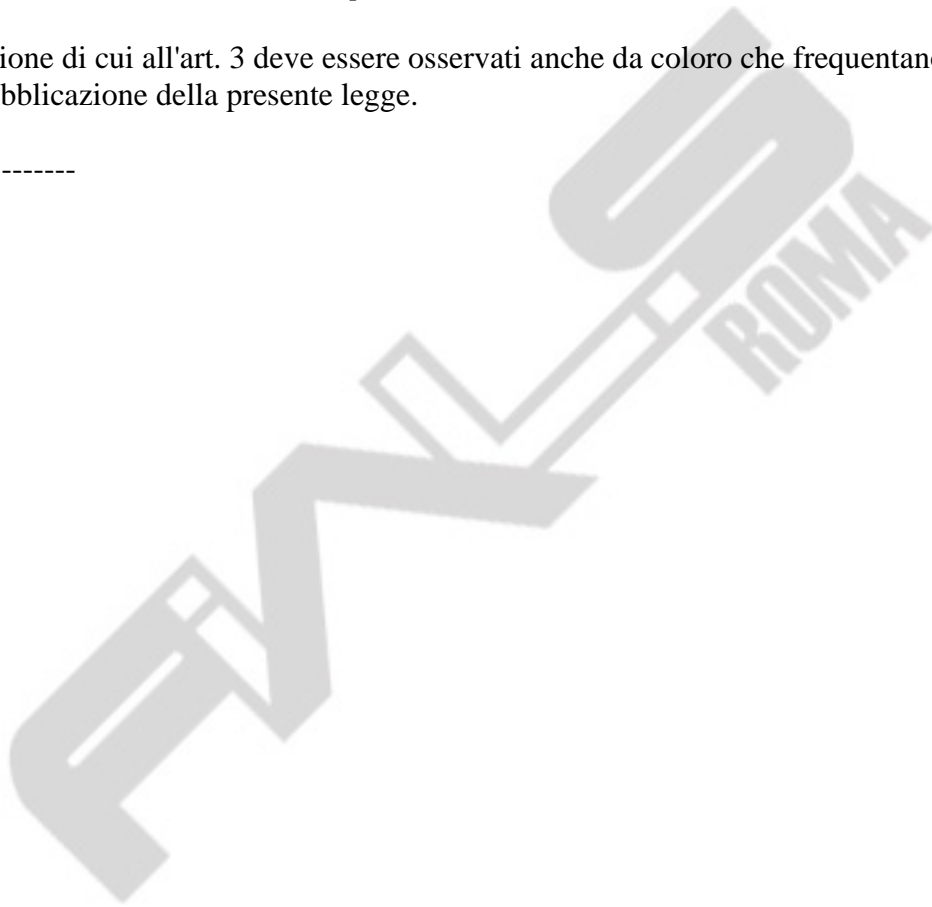 ione di cui all'art. 3 deve essere osservati anche da coloro che frequentano
bblicazione della presente legge.
-------
FIALS
ROMA